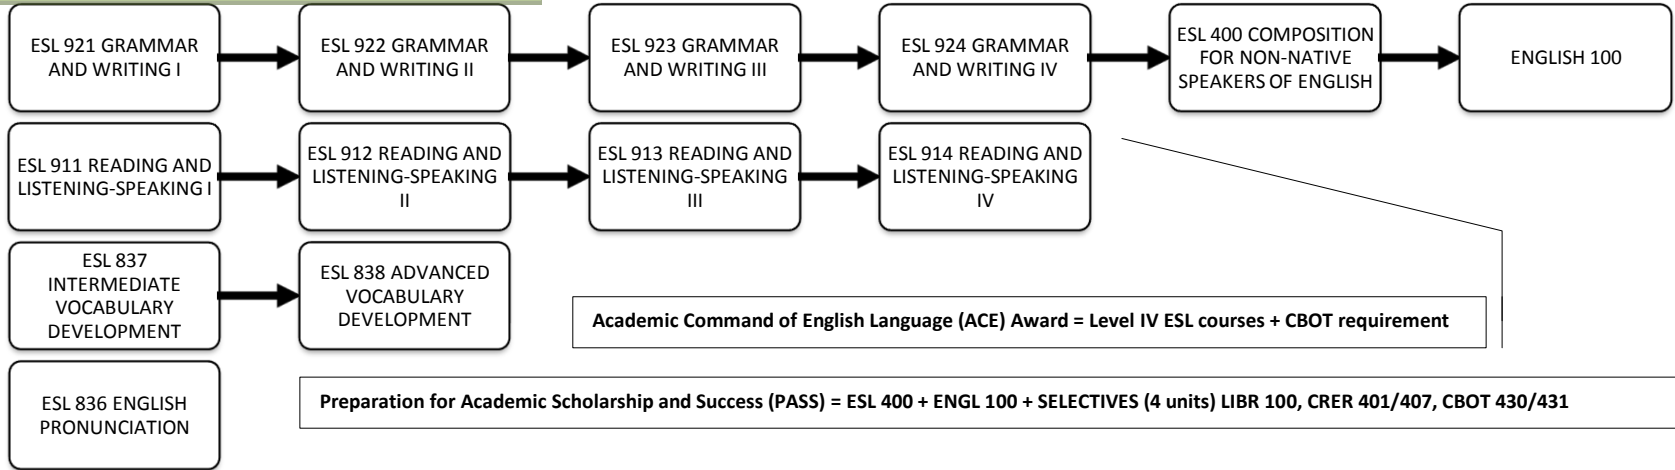 ESL 921 GRAMMAR
AND WRITING I
ESL 922 GRAMMAR
AND WRITING II
ESL 923 GRAMMAR
AND WRITING III
ESL 924 GRAMMAR
AND WRITING IV
ESL 400 COMPOSITION
FOR NON-NATIVE
SPEAKERS OF ENGLISH
ENGLISH 100
ESL 911 READING AND
LISTENING-SPEAKING I
ESL 912 READING AND
LISTENING-SPEAKING
II
ESL 913 READING AND
LISTENING-SPEAKING
III
ESL 914 READING AND
LISTENING-SPEAKING
IV
ESL 837
INTERMEDIATE
VOCABULARY
DEVELOPMENT
ESL 838 ADVANCED
VOCABULARY
DEVELOPMENT
Academic Command of English Language (ACE) Award = Level IV ESL courses + CBOT requirement
ESL 836 ENGLISH
PRONUNCIATION
Preparation for Academic Scholarship and Success (PASS) = ESL 400 + ENGL 100 + SELECTIVES (4 units) LIBR 100, CRER 401/407, CBOT 430/431